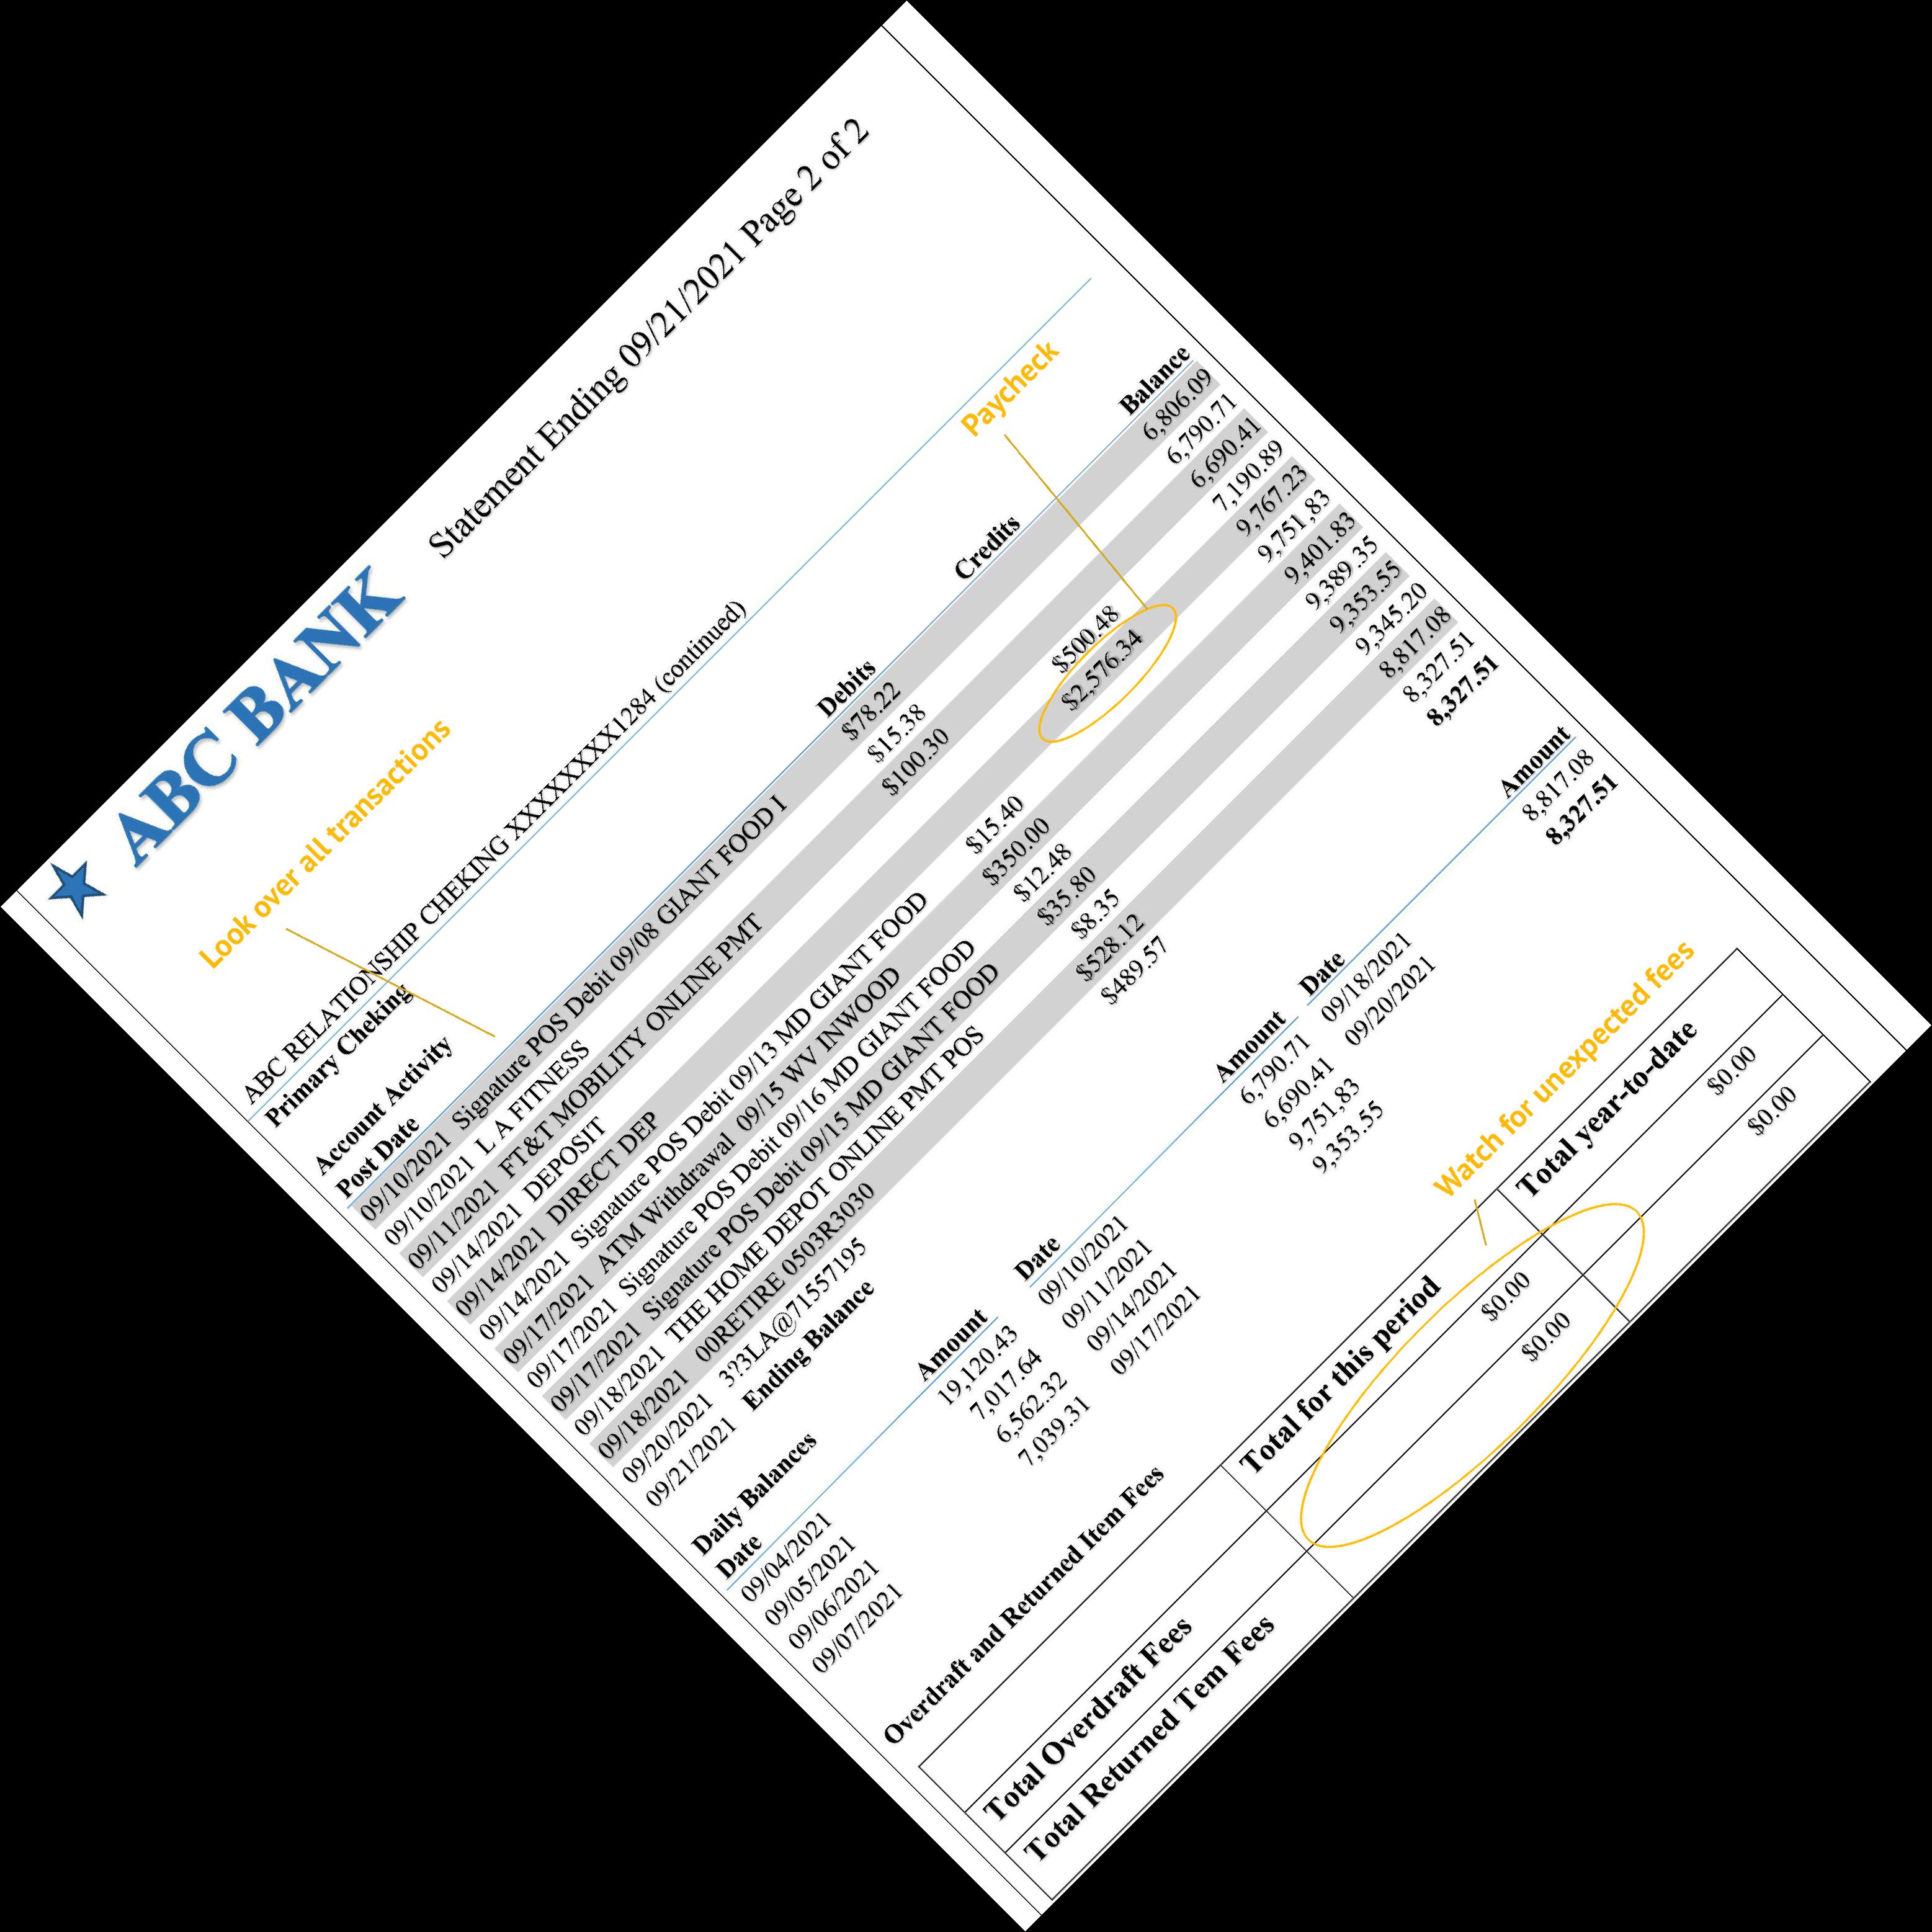 ABC BANK Statement Ending 09/21/2021 Page 2 of 2
Look over all transactions
ABC RELATIONSHIP CHEKING XXXXXXXX1284 (continued)
Primary Cheking
Paycheck
Account Activity
Post Date Debits Credits Balance
09/10/2021 Signature POS Debit 09/08 GIANT FOOD I $78.22 6,806.09
09/10/2021 L A FITNESS $15.38 6,790.71
09/11/2021 FT&T MOBILITY ONLINE PMT $100.30 6,690.41
09/14/2021 DEPOSIT $500.48 7,190.89
09/14/2021 DIRECT DEP $2,576.34 9,767.23
09/14/2021 Signature POS Debit 09/13 MD GIANT FOOD $15.40 9,751,83
09/17/2021 ATM Withdrawal 09/15 WV INWOOD $350.00 9,401.83
09/17/2021 Signature POS Debit 09/16 MD GIANT FOOD $12.48 9,389.35
09/17/2021 Signature POS Debit 09/15 MD GIANT FOOD $35.80 9,353.55
09/18/2021 THE HOME DEPOT ONLINE PMT POS $8.35 9,345.20
09/18/2021 00RETIRE 0503R3030 $528.12 8,817.08
09/20/2021 3?3LA@71557195 $489.57 8,327.51
09/21/2021 Ending Balance 8,327.51
Daily Balances
Date Amount Date Amount Date Amount
09/04/2021 19,120.43 09/10/2021 6,790.71 09/18/2021 8,817.08
09/05/2021 7,017.64 09/11/2021 6,690.41 09/20/2021 8,327.51
09/06/2021 6,562.32 09/14/2021 9,751,83
09/07/2021 7,039.31 09/17/2021 9,353.55
Overdraft and Returned Item Fees
Watch for unexpected fees
Total for this period Total year-to-date
Total Overdraft Fees $0.00 $0.00
Total Returned Tem Fees $0.00 $0.00